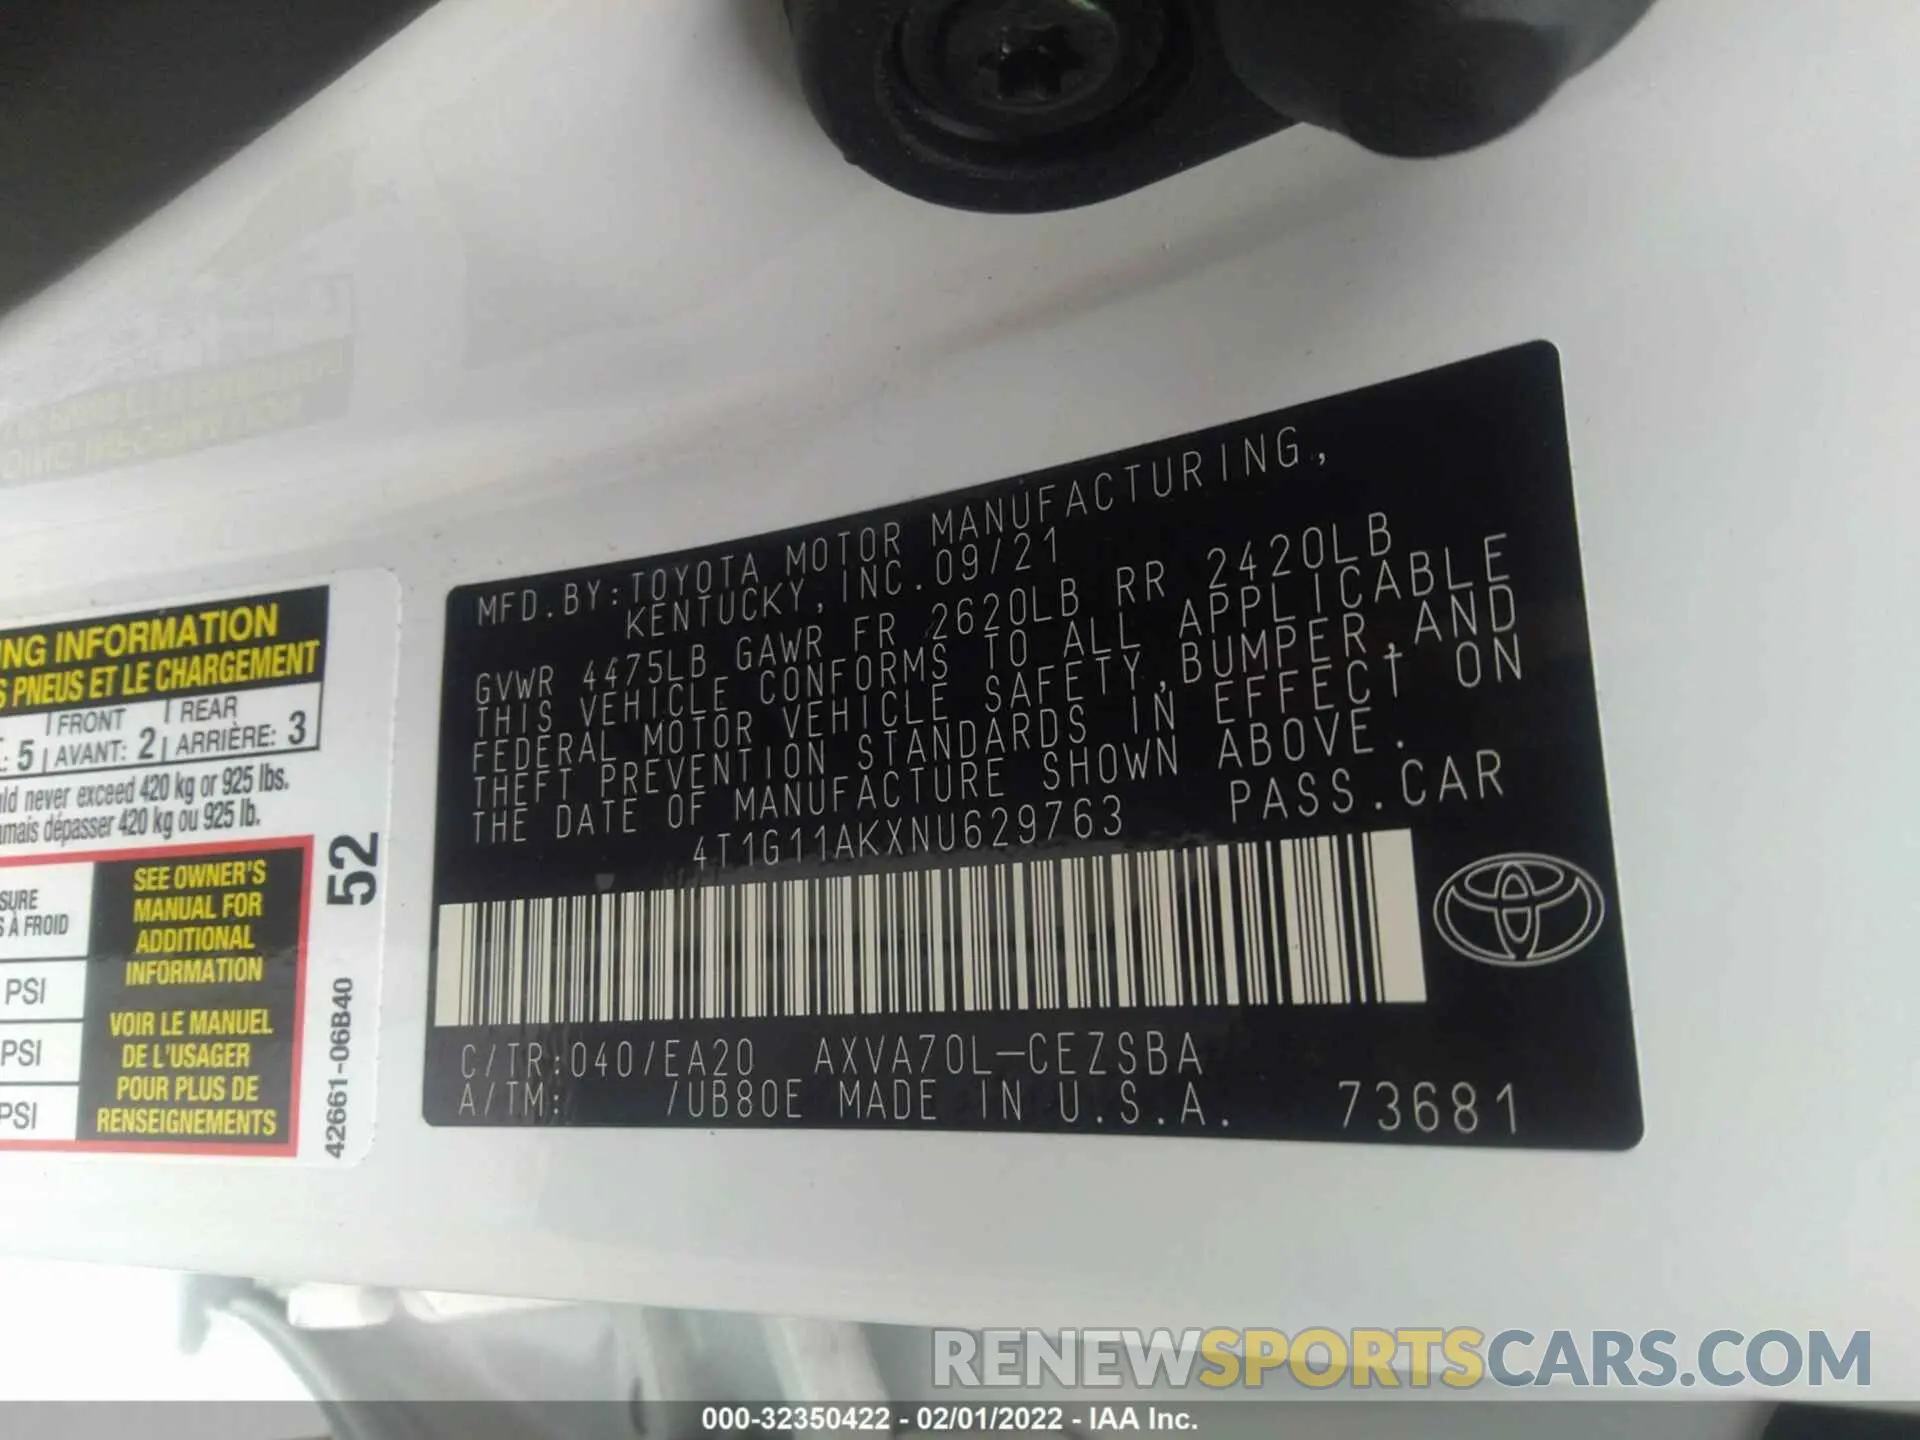 MFD.BY:TOYOTA MOTOR MANUFACTURING,
KENTUCKY,INC.09/21
GVWR 4475LB GAWR FR 2620LB RR 2420LB
THIS VEHICLE CONFORMS TO ALL APPLICABLE
FEDERAL MOTOR VEHICLE SAFETY,BUMPER,AND
THEFT PREVENTION STANDARDS IN EFFECT ON
THE DATE OF MANUFACTURE SHOWN ABOVE.
4T1G11AKXNU629763 PASS.CAR
C/TR:040/EA20 AXVA70L-CEZSBA
A/TM: /UB80E MADE IN U.S.A. 73681
ING INFORMATION
PNEUS ET LE CHARGEMENT
FRONT REAR
: 5 AVANT: 2 ARRIÈRE: 3
never exceed 420 kg or 925 lbs.
dépasser 420 kg ou 925 lb.
SURE
À FROID
PSI
PSI
PSI
SEE OWNER'S
MANUAL FOR
ADDITIONAL
INFORMATION
VOIR LE MANUEL
DE L'USAGER
POUR PLUS DE
RENSEIGNEMENTS
52
42661-06B40
RENEWSPORTSCARS.COM
000-32350422 - 02/01/2022 - IAA Inc.